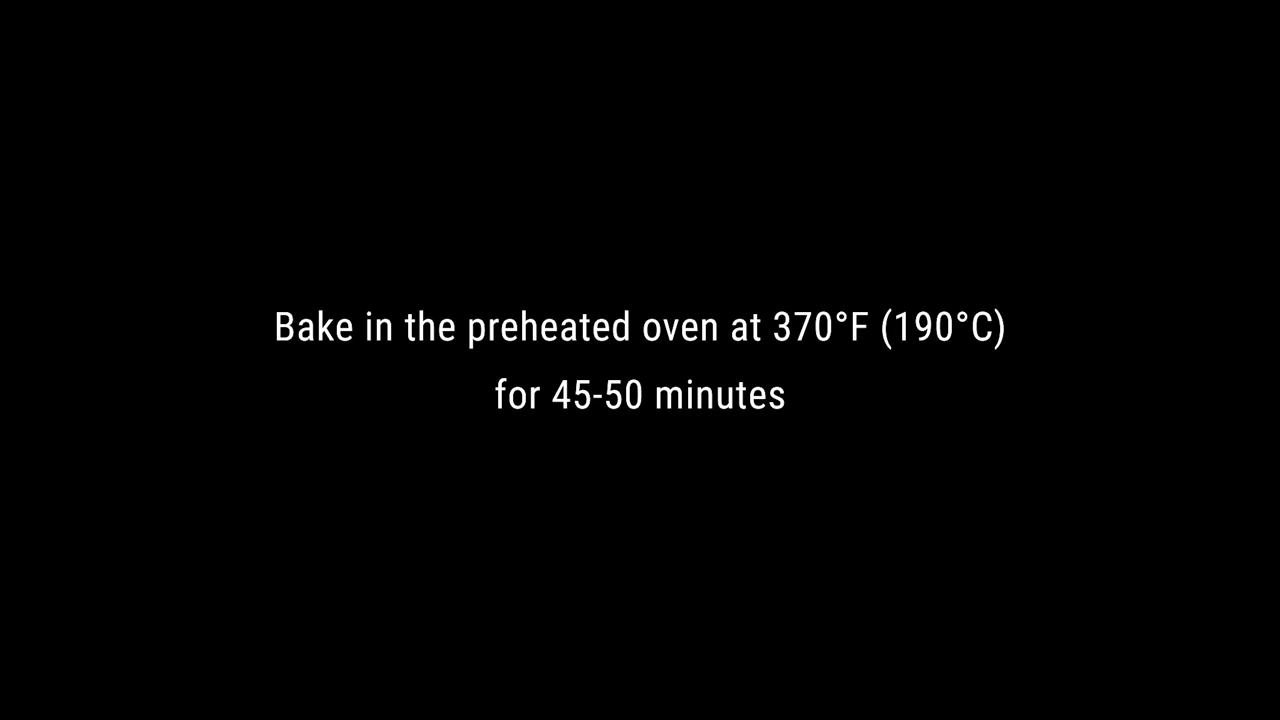 Bake in the preheated oven at 370°F (190°C)
for 45-50 minutes